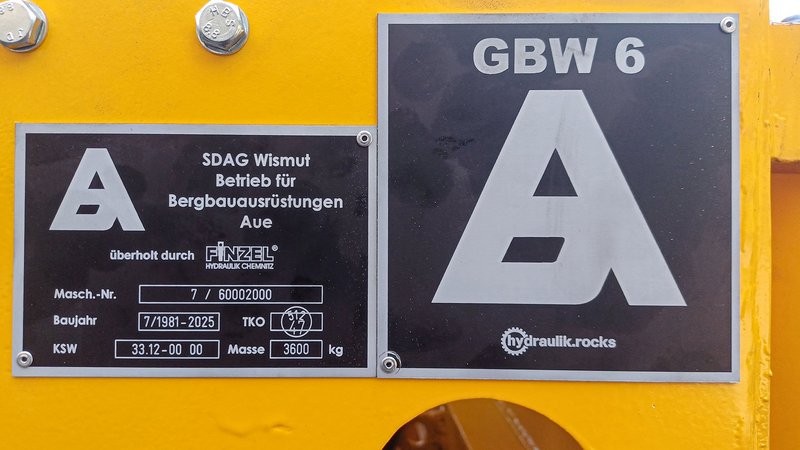 SDAG Wismut
Betrieb für
Bergbauausrüstungen
Aue
überholt durch FINZEL®
HYDRAULIK CHEMNITZ
Masch.-Nr. 7 / 60002000
Baujahr 7/1981-2025 TKO
KSW 33.12-00 00 Masse 3600 kg
GBW 6
hydraulik.rocks